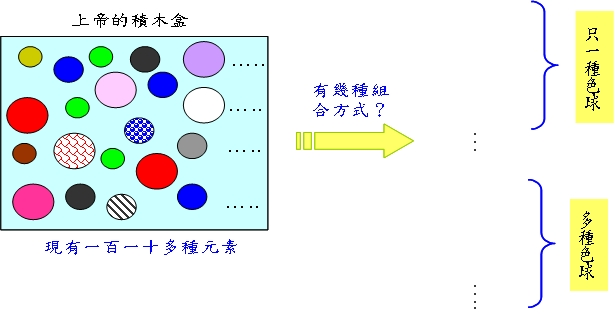 上帝的積木盒
現有一百一十多種元素
有幾種組
合方式？
只一種色球
多種色球